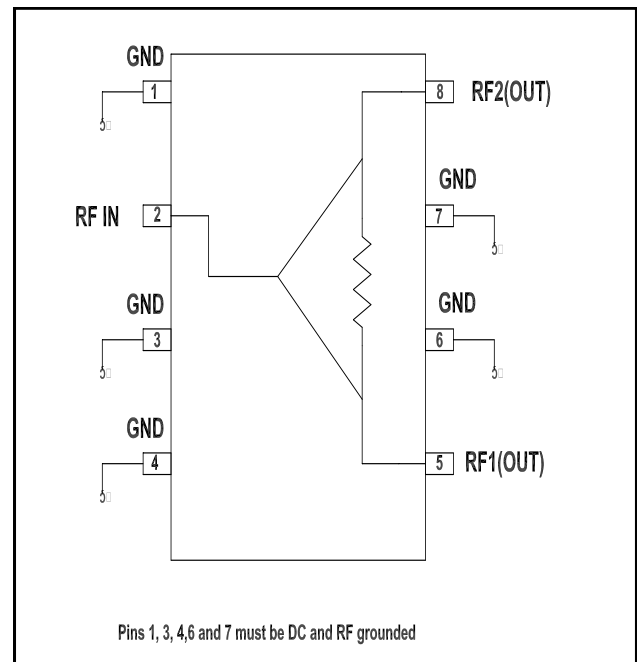 GND
1
8
RF2(OUT)
GND
RF IN
2
7
GND
GND
3
6
GND
4
5
RF1(OUT)
Pins 1, 3, 4,6 and 7 must be DC and RF grounded